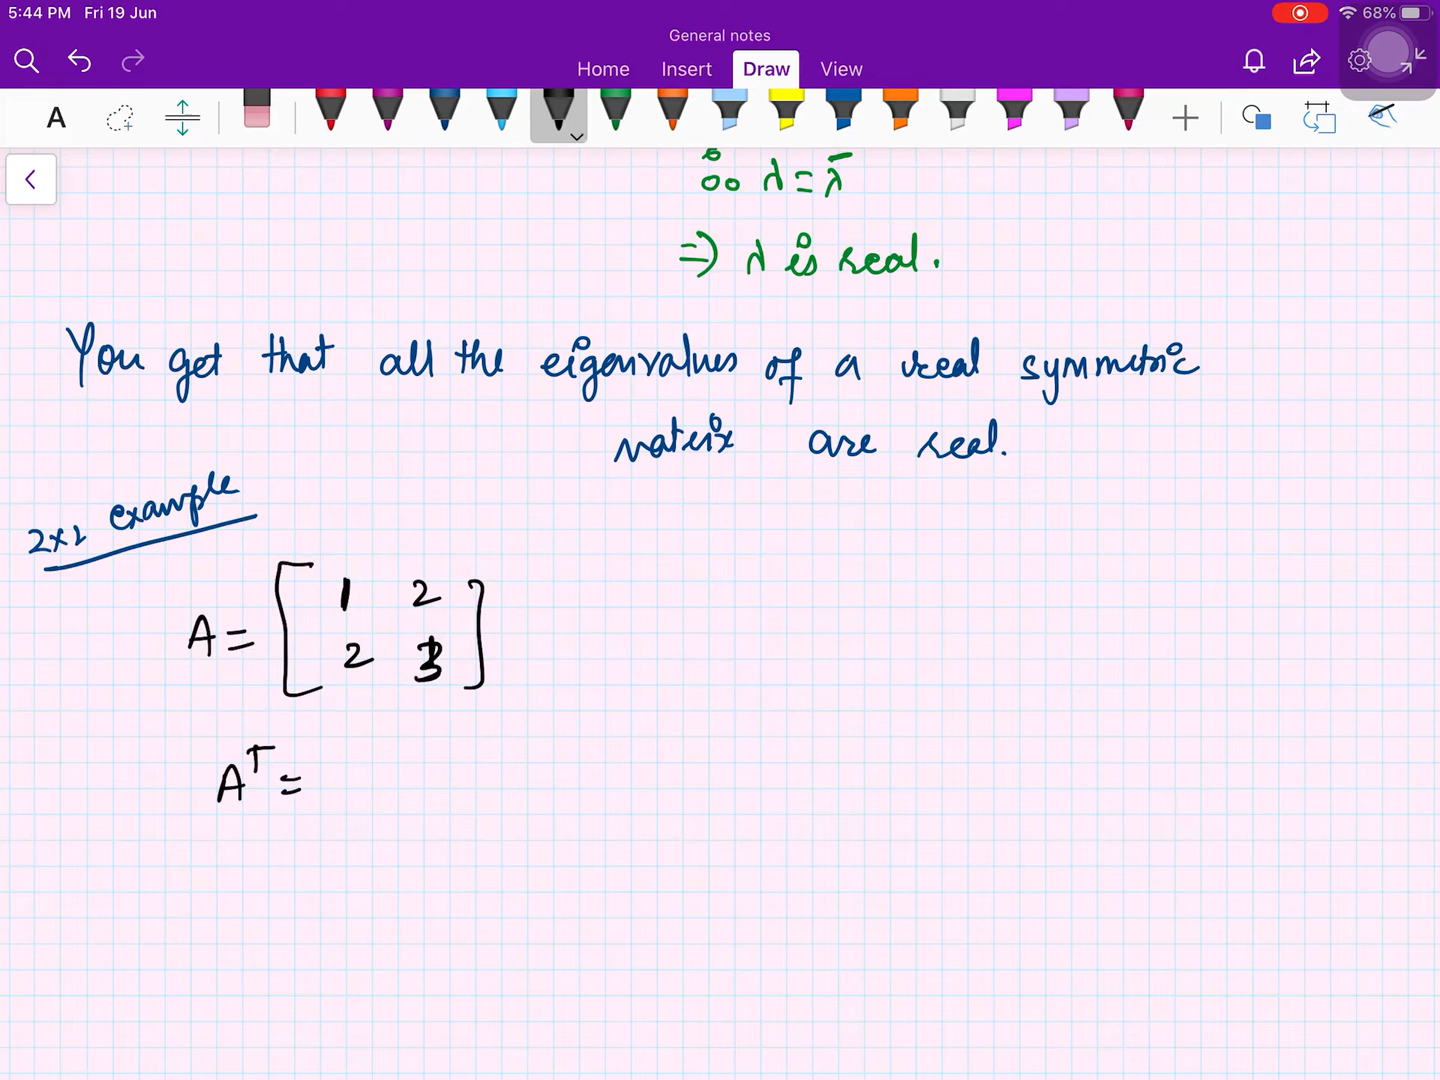 5:44 PM Fri 19 Jun
68%
General notes
Home Insert Draw View
A
∴ λ = λ̄
⇒ λ is real.
You get that all the eigenvalues of a real symmetric
matrix are real.
2×2 example
A = [ 1 2
2 3 ]
Aᵀ =